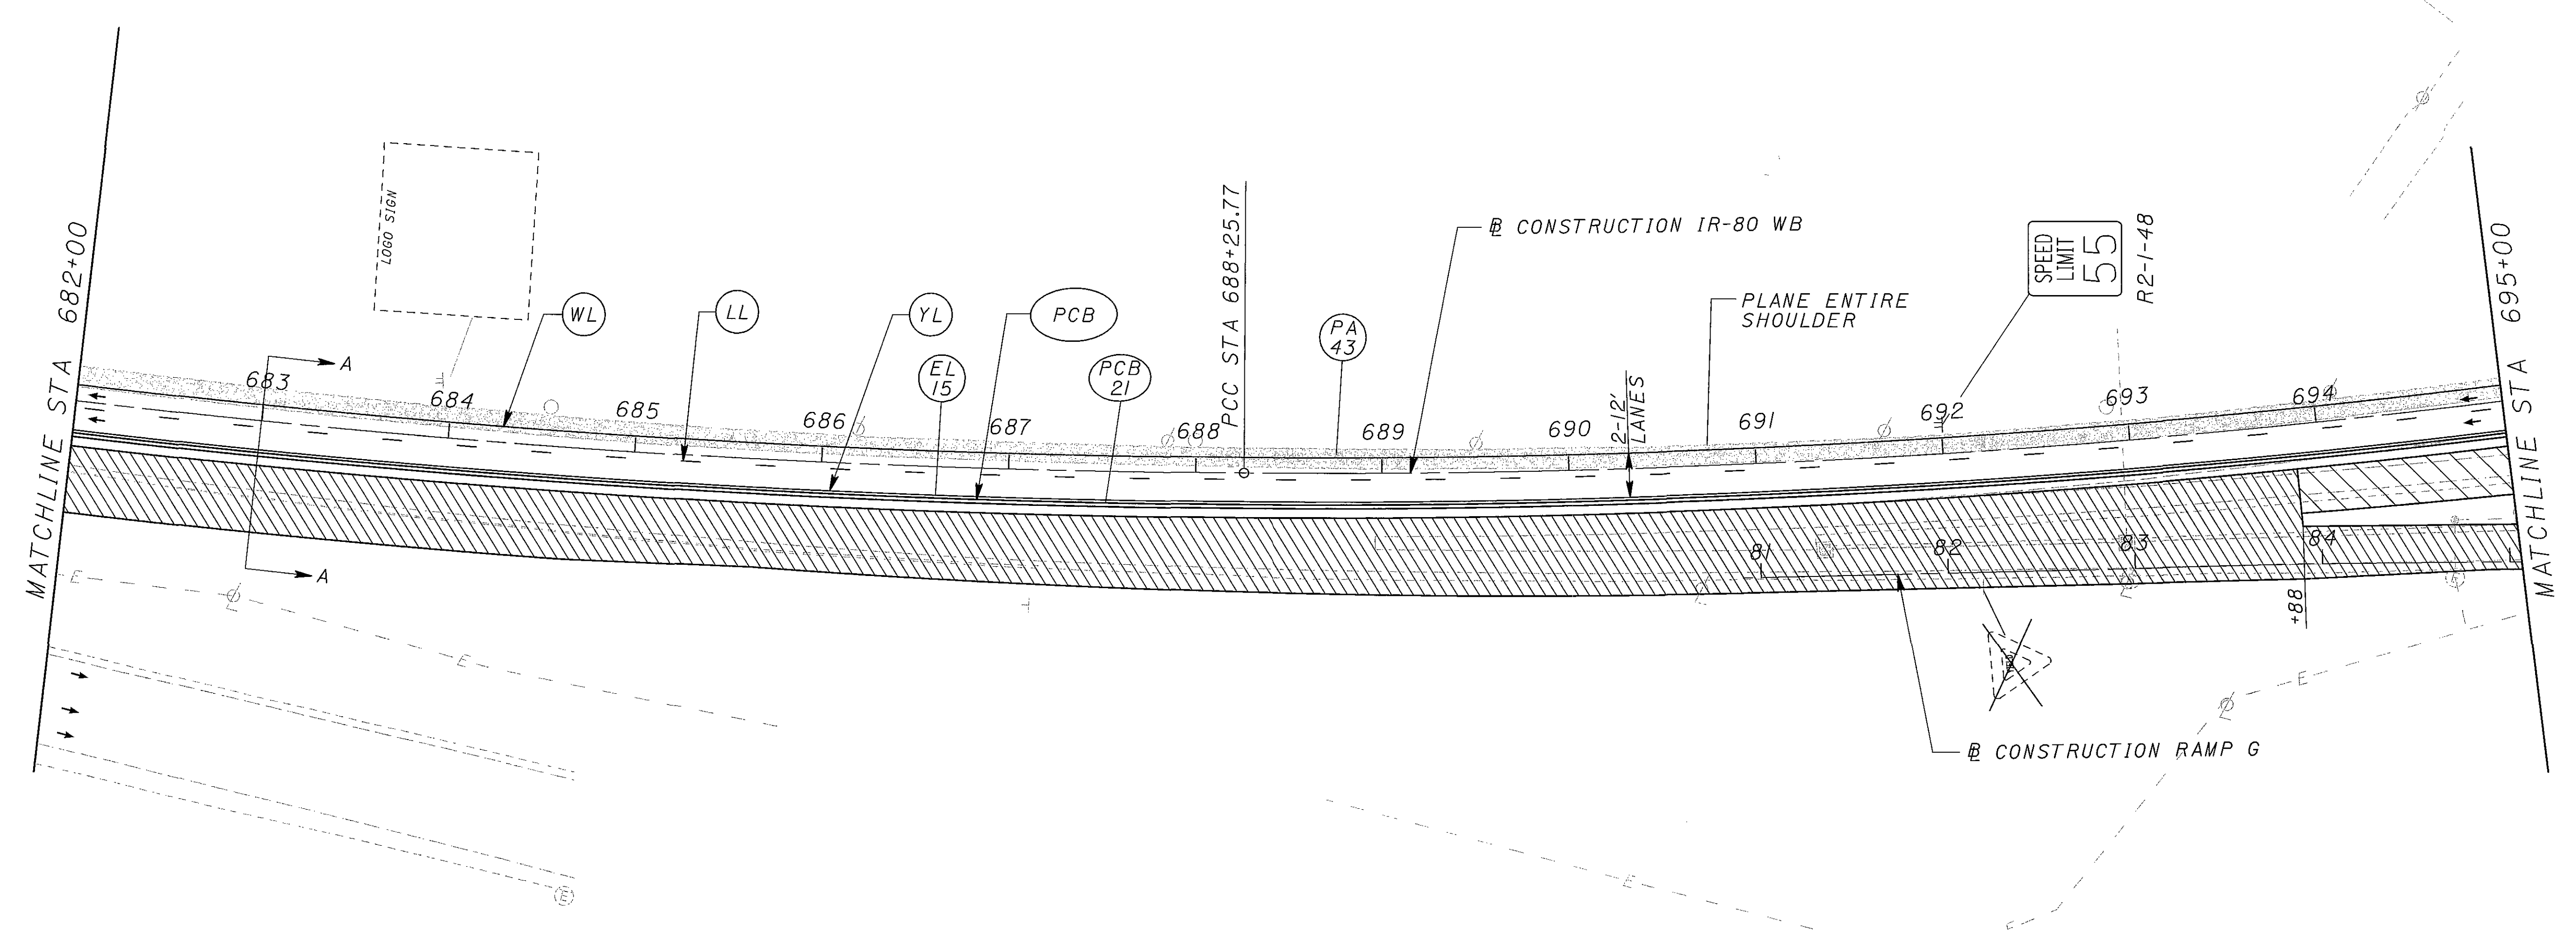 MATCHLINE STA 682+00
LOGO SIGN
WL
LL
YL
PCB
EL
15
PCB
21
PCC STA 688+25.77
PA
43
℄ CONSTRUCTION IR-80 WB
2-12'
LANES
PLANE ENTIRE
SHOULDER
SPEED
LIMIT
55
R2-1-48
MATCHLINE STA 695+00
A
683
684
685
686
687
688
689
690
691
692
693
694
A
81
82
83
84
+88
℄ CONSTRUCTION RAMP G
E
E
E
E
E
E